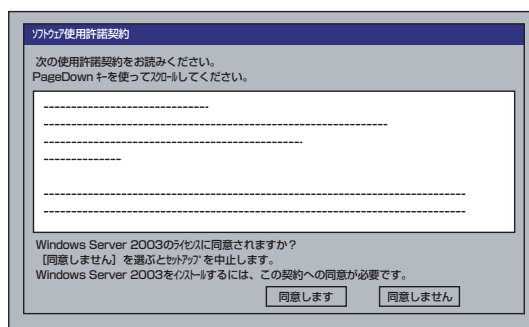 ソフトウェア使用許諾契約
次の使用許諾契約をお読みください。
PageDown キーを使ってスクロールしてください。
Windows Server 2003のライセンスに同意されますか？
［同意しません］を選ぶとセットアップを中止します。
Windows Server 2003をインストールするには、この契約への同意が必要です。
同意します 同意しません